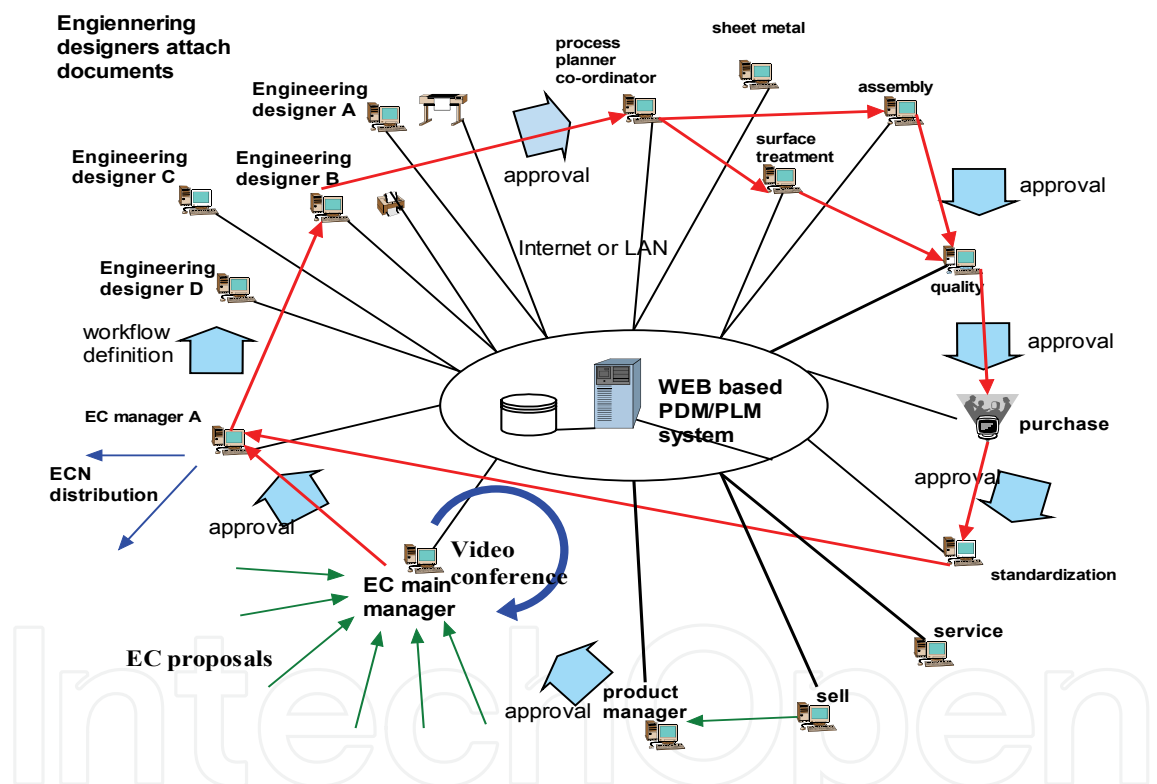 Engiennering
designers attach
documents
sheet metal
process
planner
co-ordinator
Engineering
designer A
assembly
surface
treatment
Engineering
designer C
Engineering
designer B
approval
approval
Internet or LAN
Engineering
designer D
quality
workflow
definition
approval
WEB based
PDM/PLM
system
EC manager A
purchase
ECN
distribution
approval
approval
Video
conference
EC main
manager
standardization
EC proposals
service
sell
product
manager
approval
IntechOpen